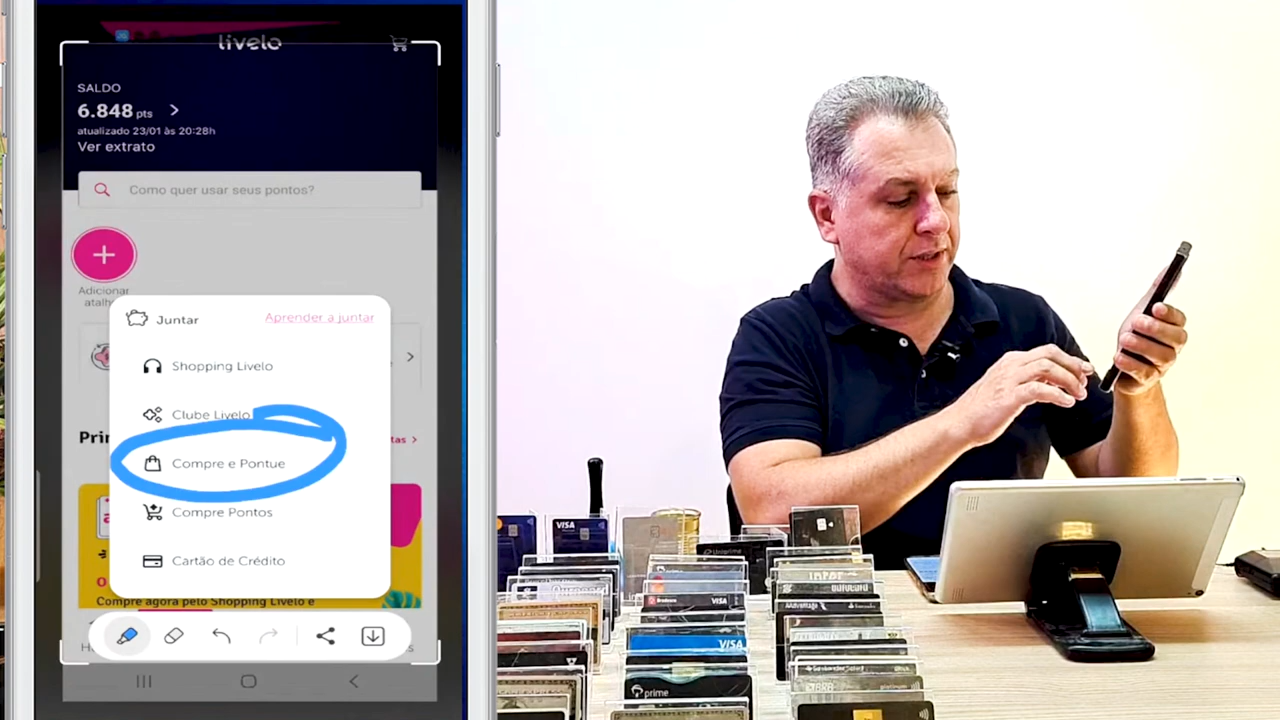 livelo
SALDO
6.848 pts
atualizado 23/01 às 20:28h
Ver extrato
Como quer usar seus pontos?
Adicionar
Juntar
Aprender a juntar
Shopping Livelo
Clube Livelo
Compre e Pontue
Compre Pontos
Cartão de Crédito
Compre agora pelo Shopping Livelo e
VISA
VISA
VISA
prime
platinum